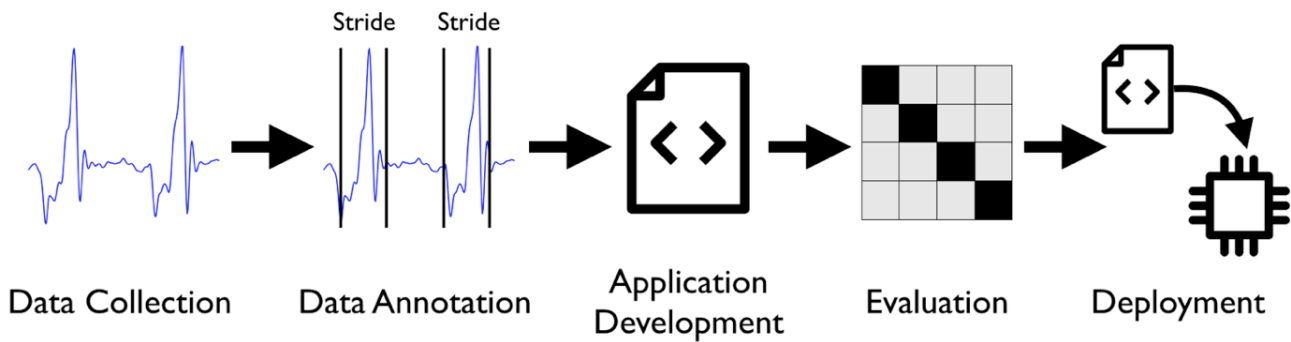 Stride Stride
Data Collection
Data Annotation
Application
Development
Evaluation
Deployment